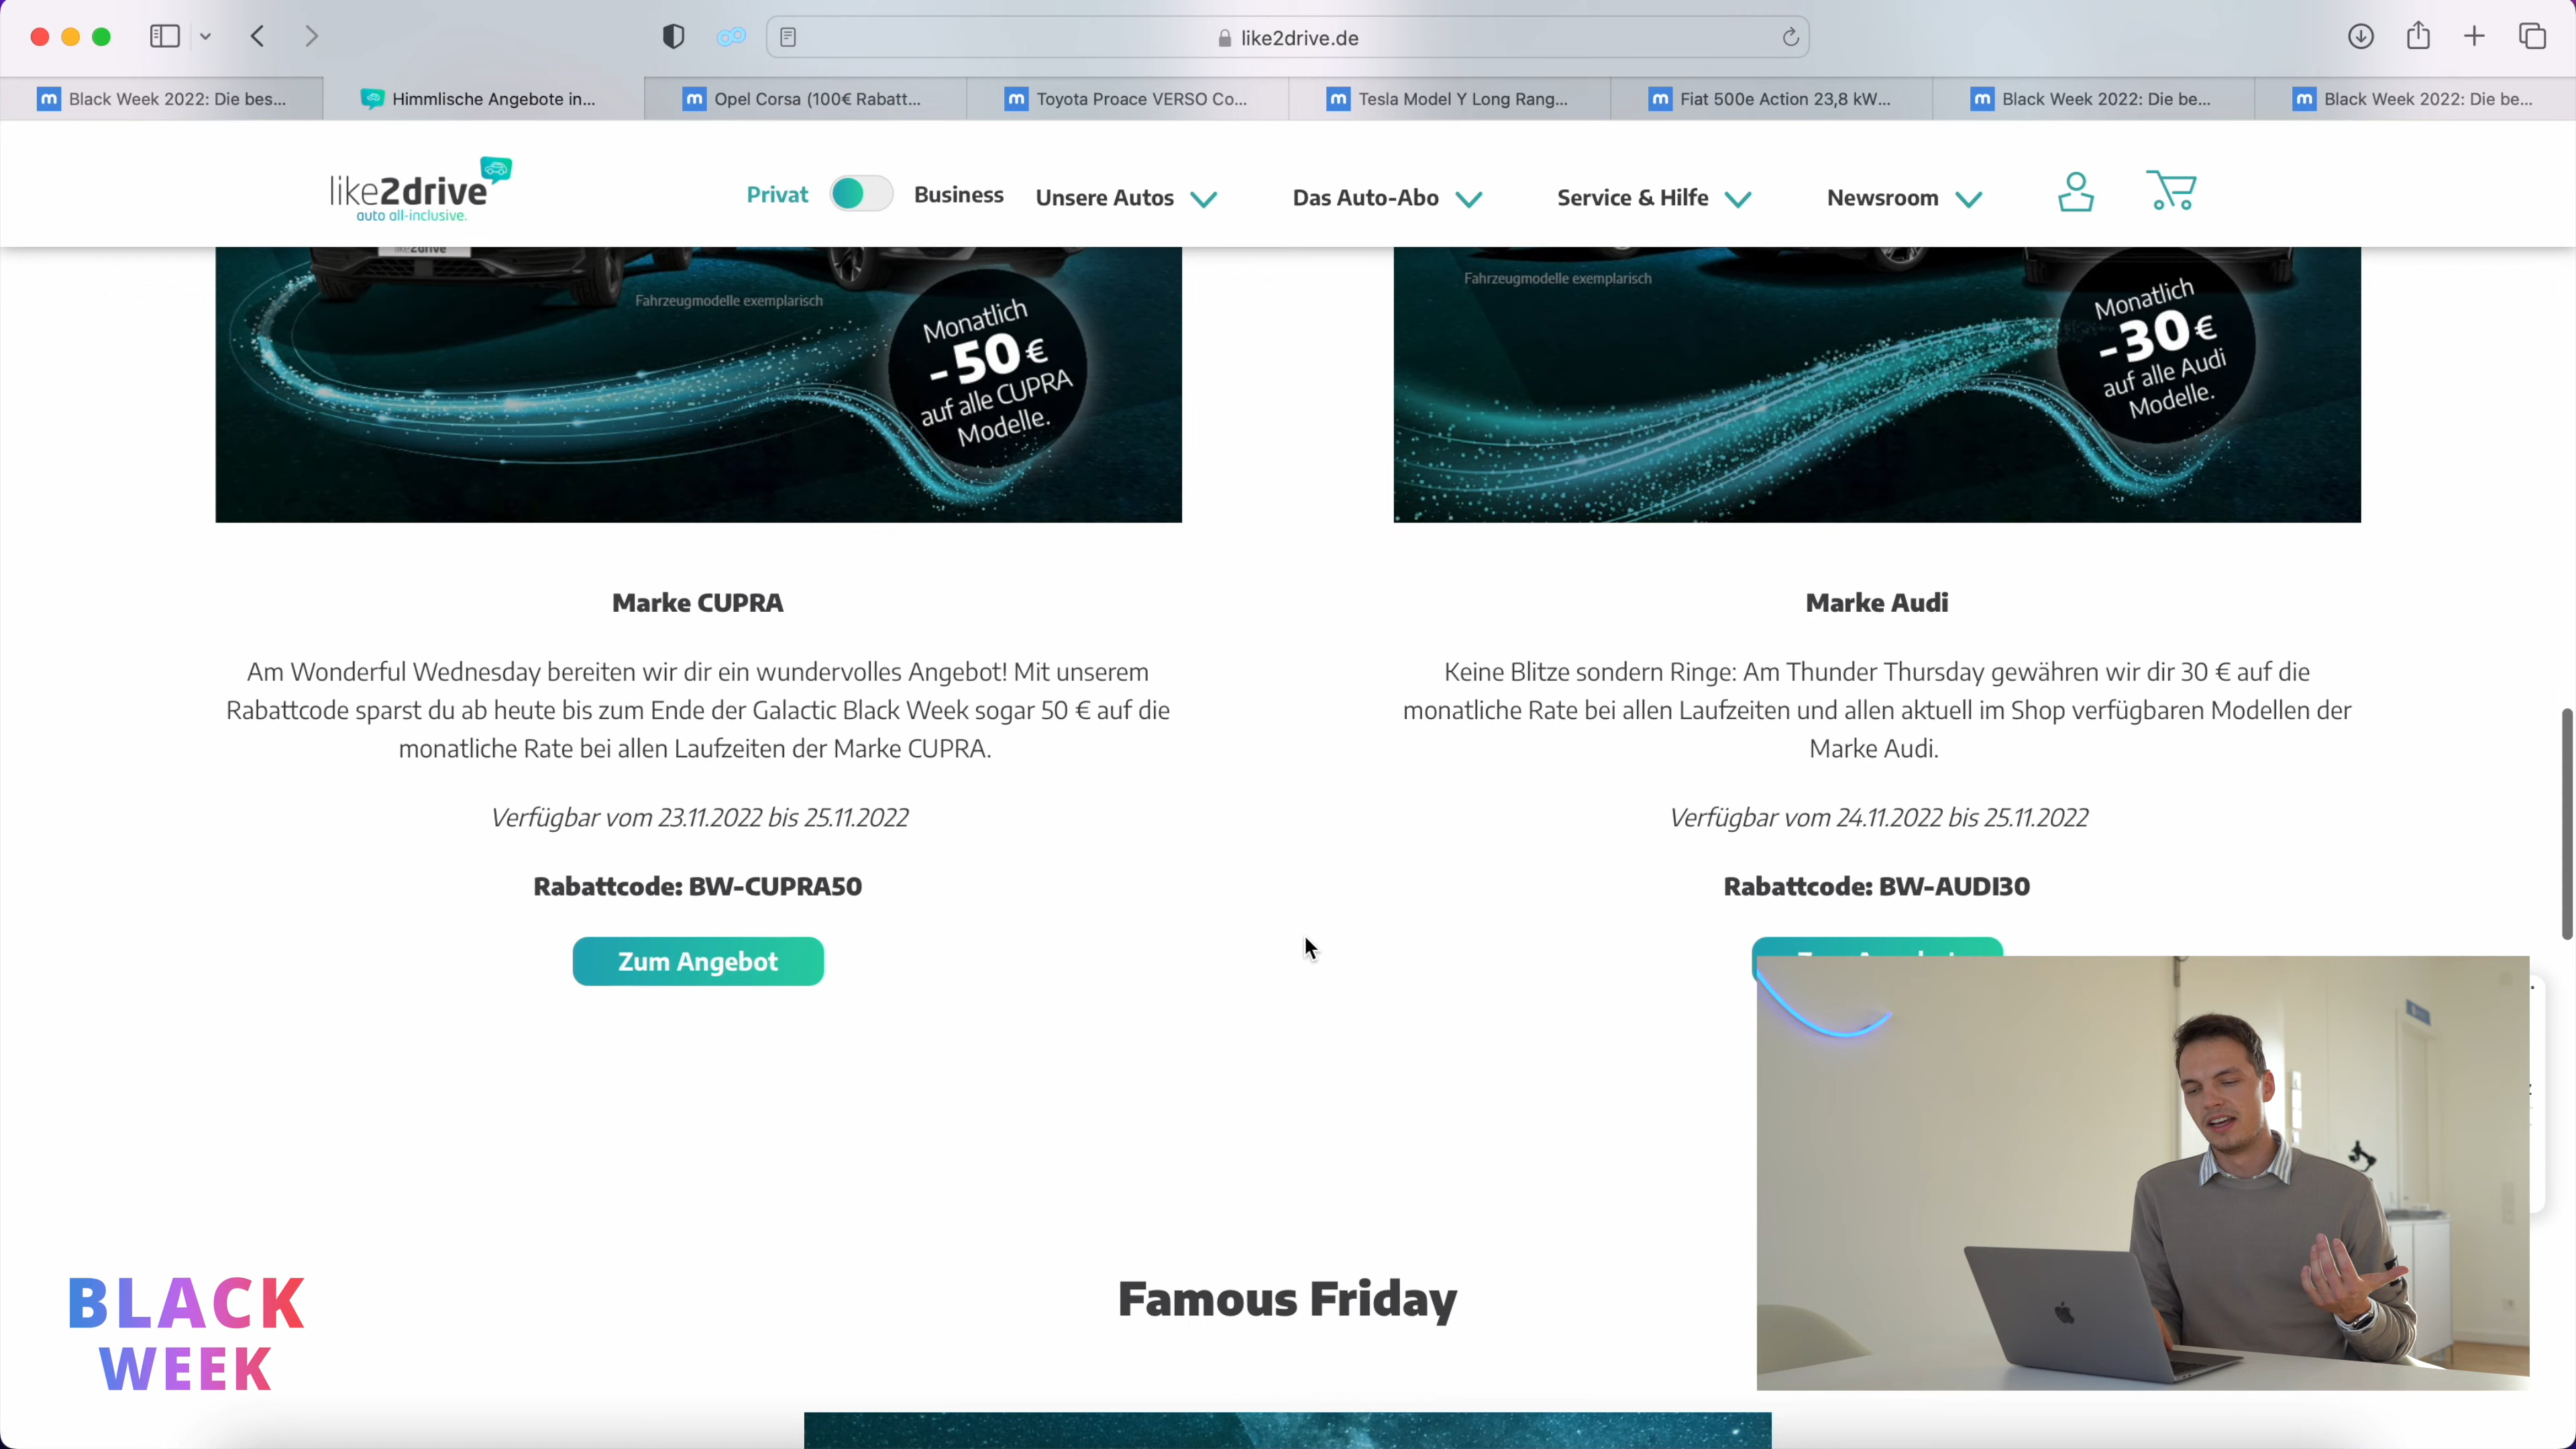 like2drive.de
Black Week 2022: Die bes...
Himmlische Angebote in...
Opel Corsa (100€ Rabatt...
Toyota Proace VERSO Co...
Tesla Model Y Long Rang...
Fiat 500e Action 23,8 kW...
Black Week 2022: Die be...
Black Week 2022: Die be...
like2drive
auto all-inclusive.
Privat
Business
Unsere Autos
Das Auto-Abo
Service & Hilfe
Newsroom
Fahrzeugmodelle exemplarisch
Monatlich
-50€
auf alle CUPRA
Modelle.
Fahrzeugmodelle exemplarisch
Monatlich
-30€
auf alle Audi
Modelle.
Marke CUPRA
Am Wonderful Wednesday bereiten wir dir ein wundervolles Angebot! Mit unserem
Rabattcode sparst du ab heute bis zum Ende der Galactic Black Week sogar 50 € auf die
monatliche Rate bei allen Laufzeiten der Marke CUPRA.
Verfügbar vom 23.11.2022 bis 25.11.2022
Rabattcode: BW-CUPRA50
Zum Angebot
Marke Audi
Keine Blitze sondern Ringe: Am Thunder Thursday gewähren wir dir 30 € auf die
monatliche Rate bei allen Laufzeiten und allen aktuell im Shop verfügbaren Modellen der
Marke Audi.
Verfügbar vom 24.11.2022 bis 25.11.2022
Rabattcode: BW-AUDI30
Famous Friday
BLACK
WEEK